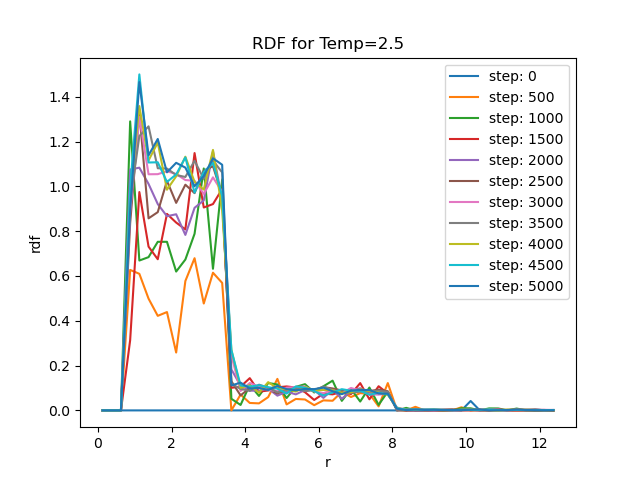 RDF for Temp=2.5
rdf
1.4
1.2
1.0
0.8
0.6
0.4
0.2
0.0
0 2 4 6 8 10 12
r
step: 0
step: 500
step: 1000
step: 1500
step: 2000
step: 2500
step: 3000
step: 3500
step: 4000
step: 4500
step: 5000